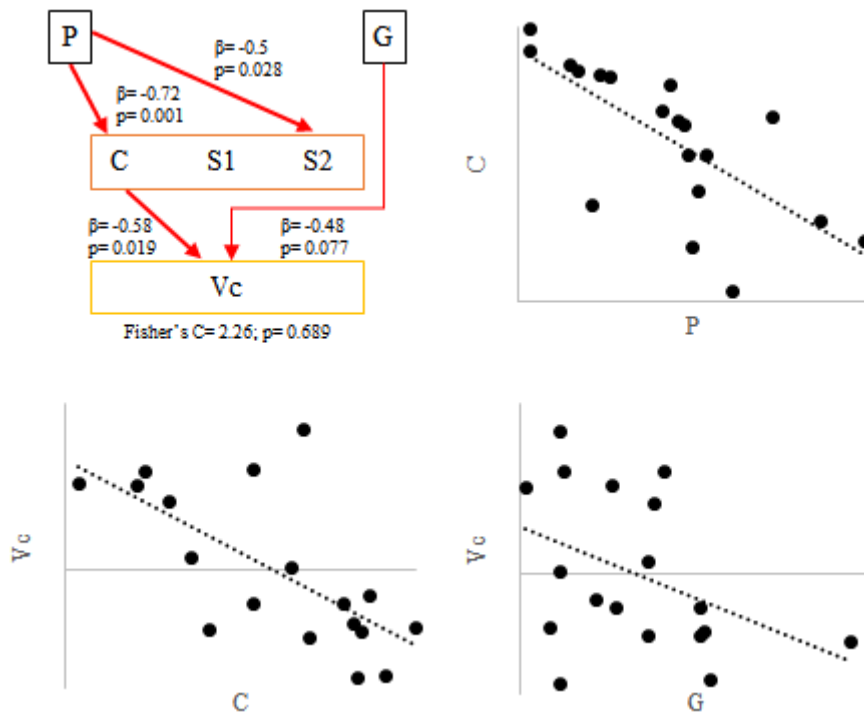 P
G
β= -0.5
p= 0.028
β= -0.72
p= 0.001
C S1 S2
β= -0.58
p= 0.019
β= -0.48
p= 0.077
Vc
Fisher's C= 2.26; p= 0.689
C
P
Vc
C
Vc
G